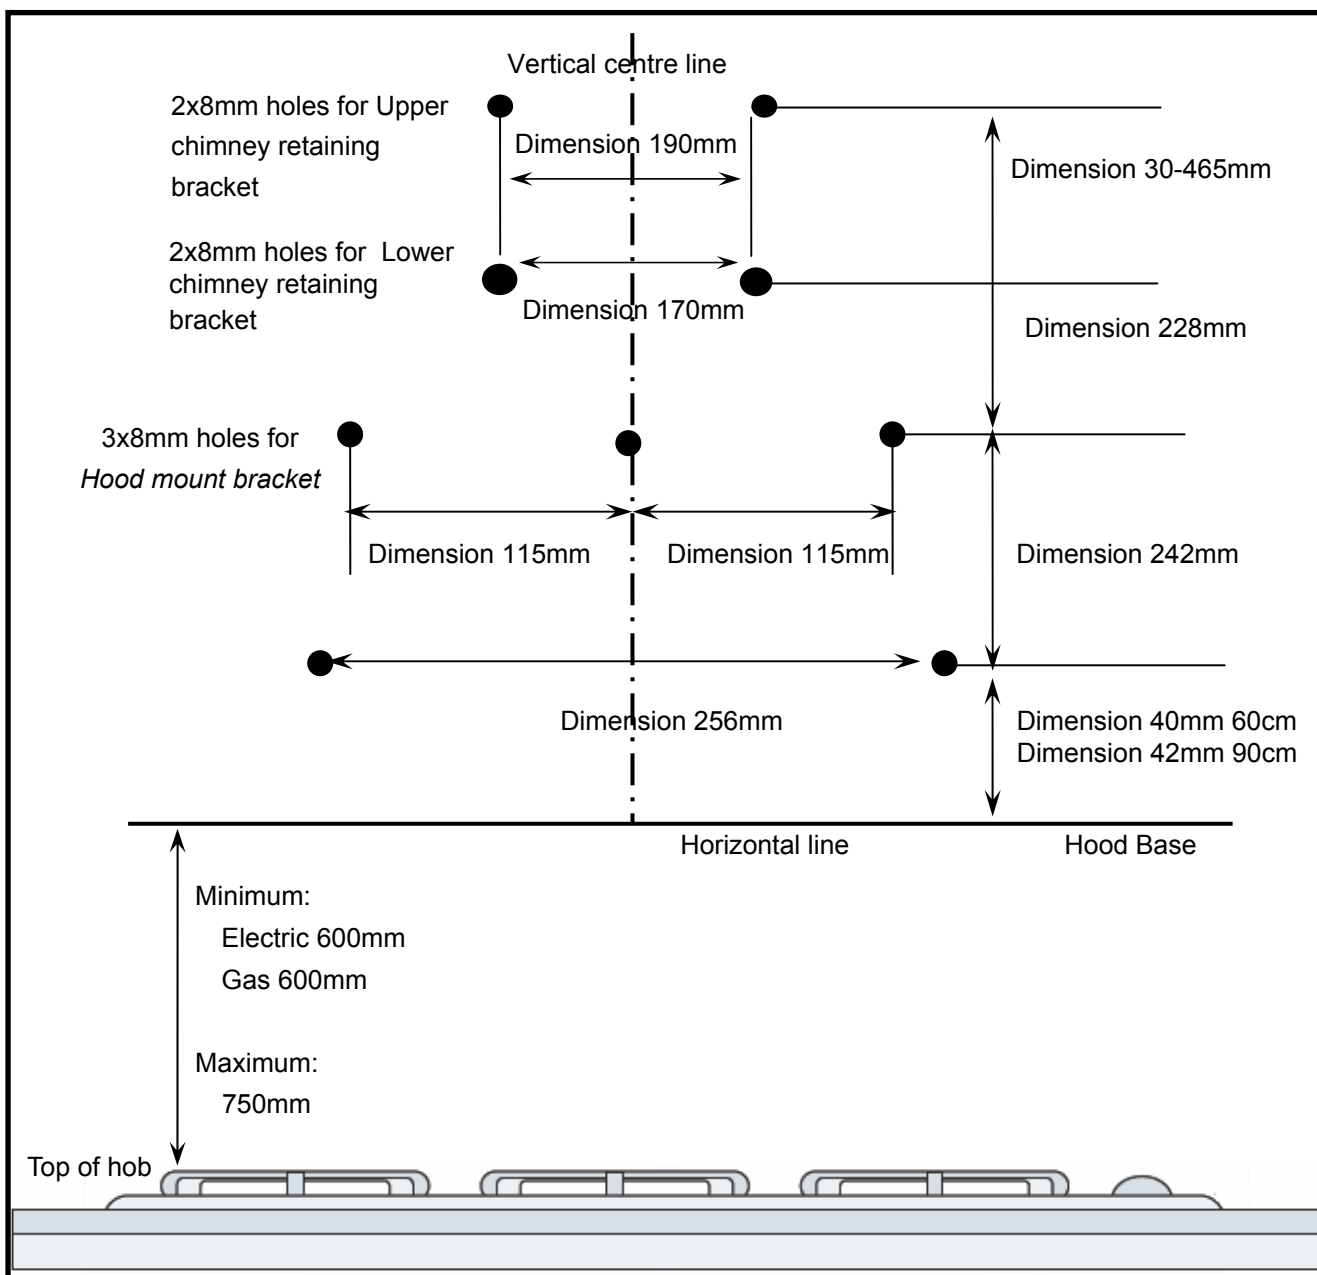 Vertical centre line
2x8mm holes for Upper
chimney retaining
bracket
Dimension 190mm
Dimension 30-465mm
2x8mm holes for  Lower
chimney retaining
bracket
Dimension 170mm
Dimension 228mm
3x8mm holes for
Hood mount bracket
Dimension 115mm
Dimension 115mm
Dimension 242mm
Dimension 256mm
Dimension 40mm 60cm
Dimension 42mm 90cm
Horizontal line
Hood Base
Minimum:
Electric 600mm
Gas 600mm
Maximum:
750mm
Top of hob